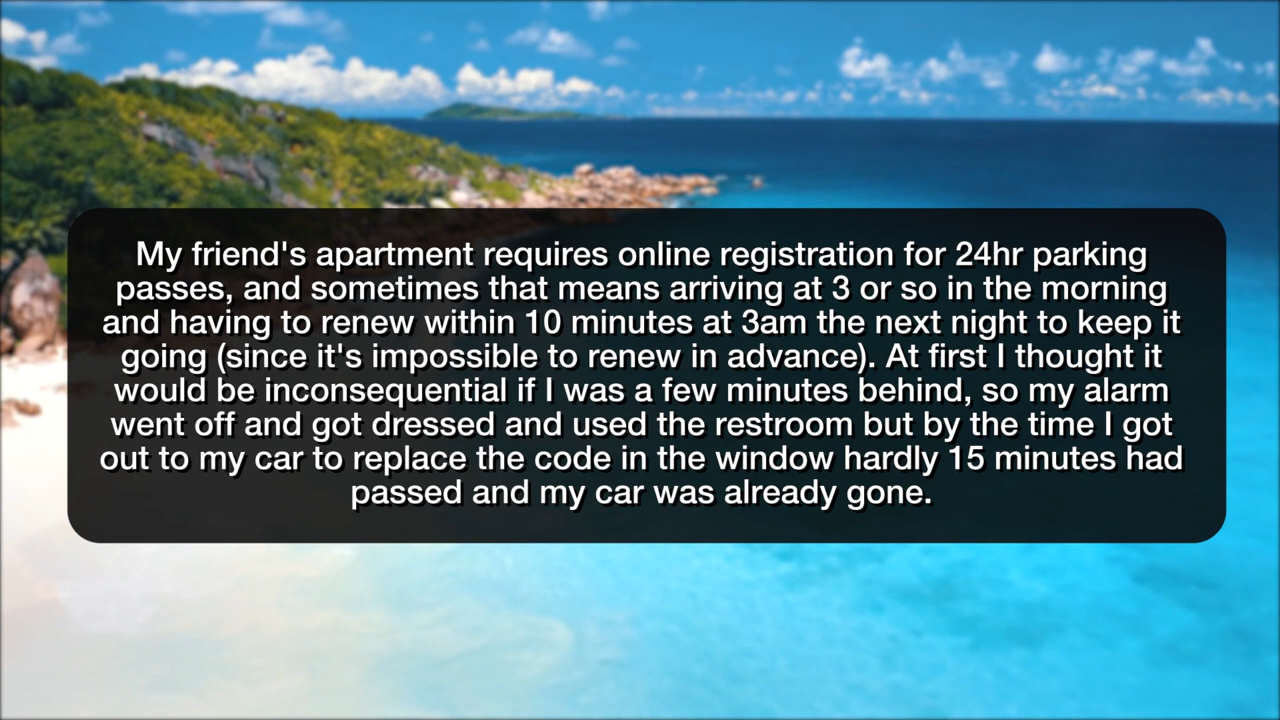 My friend's apartment requires online registration for 24hr parking
passes, and sometimes that means arriving at 3 or so in the morning
and having to renew within 10 minutes at 3am the next night to keep it
going (since it's impossible to renew in advance). At first I thought it
would be inconsequential if I was a few minutes behind, so my alarm
went off and got dressed and used the restroom but by the time I got
out to my car to replace the code in the window hardly 15 minutes had
passed and my car was already gone.